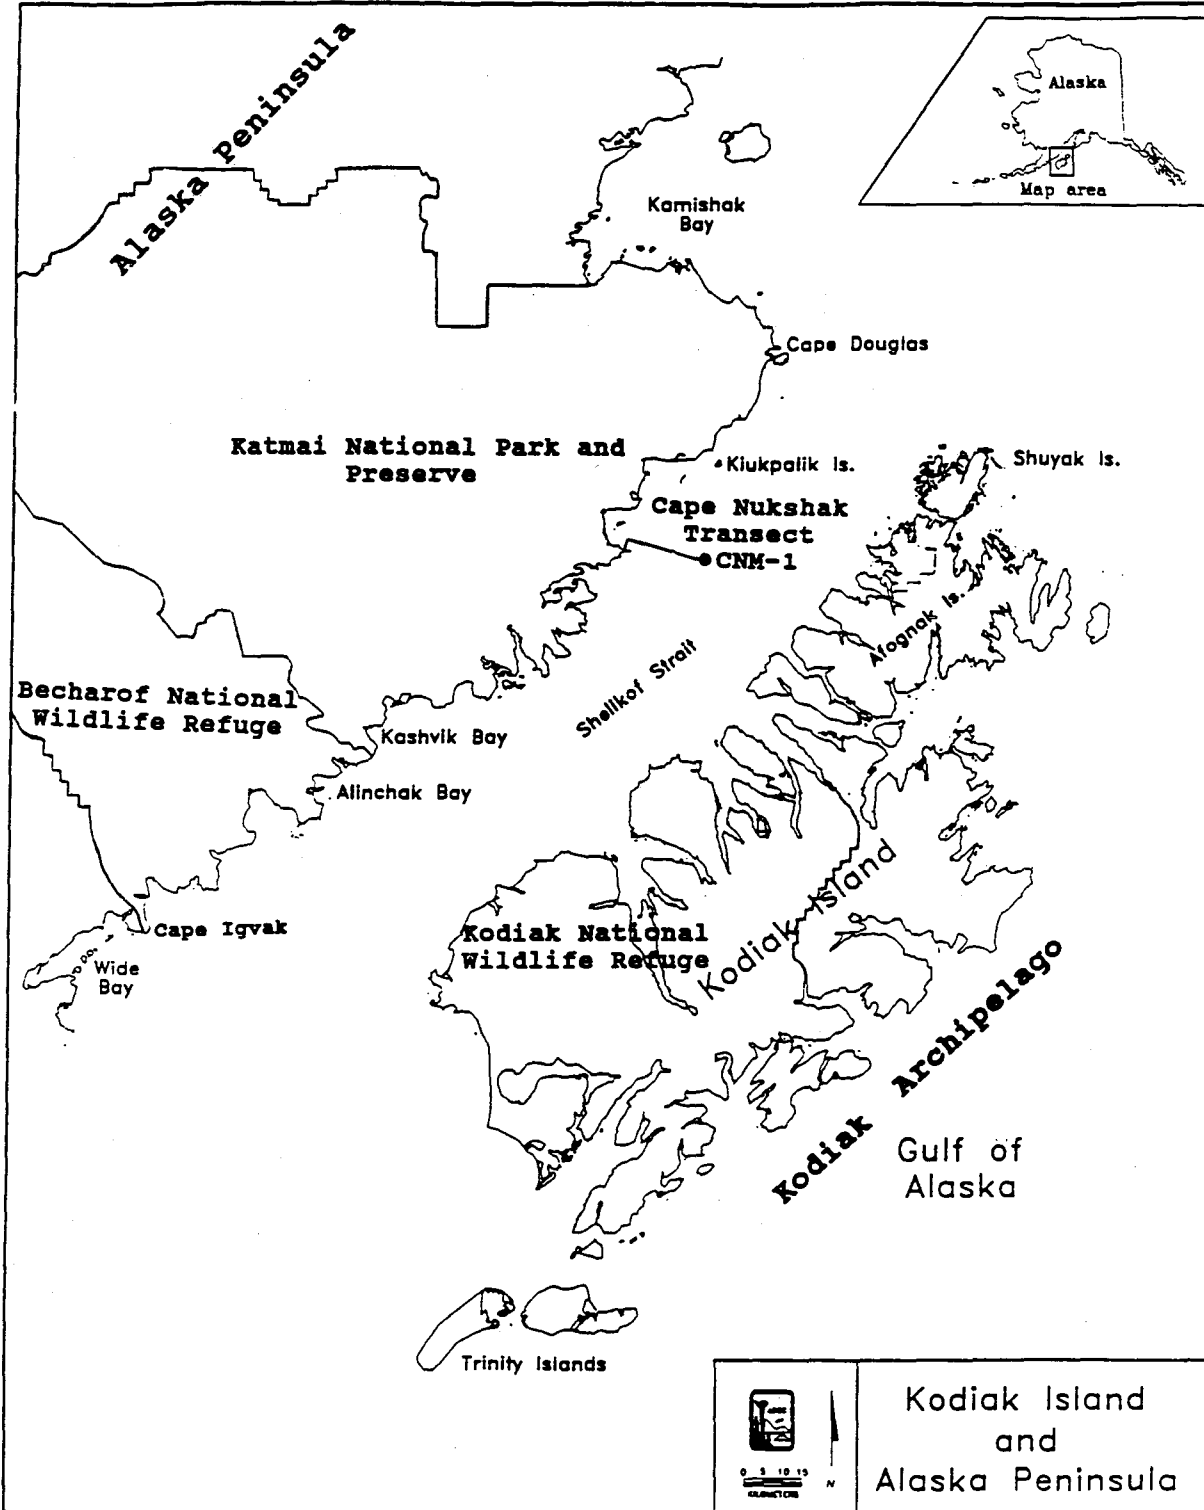 Alaska Peninsula
Alaska
Map area
Kamishak
Bay
Cape Douglas
Katmai National Park and
Preserve
Kiukpalik Is.
Shuyak Is.
Cape Nukshak
Transect
CNM-1
Afognak Is.
Shelikof Strait
Becharof National
Wildlife Refuge
Kashvik Bay
Alinchak Bay
Cape Igvak
Wide
Bay
Kodiak National
Wildlife Refuge
Kodiak Island
Kodiak Archipelago
Gulf of
Alaska
Trinity Islands
0 5 10 15
KILOMETERS
N
Kodiak Island
and
Alaska Peninsula